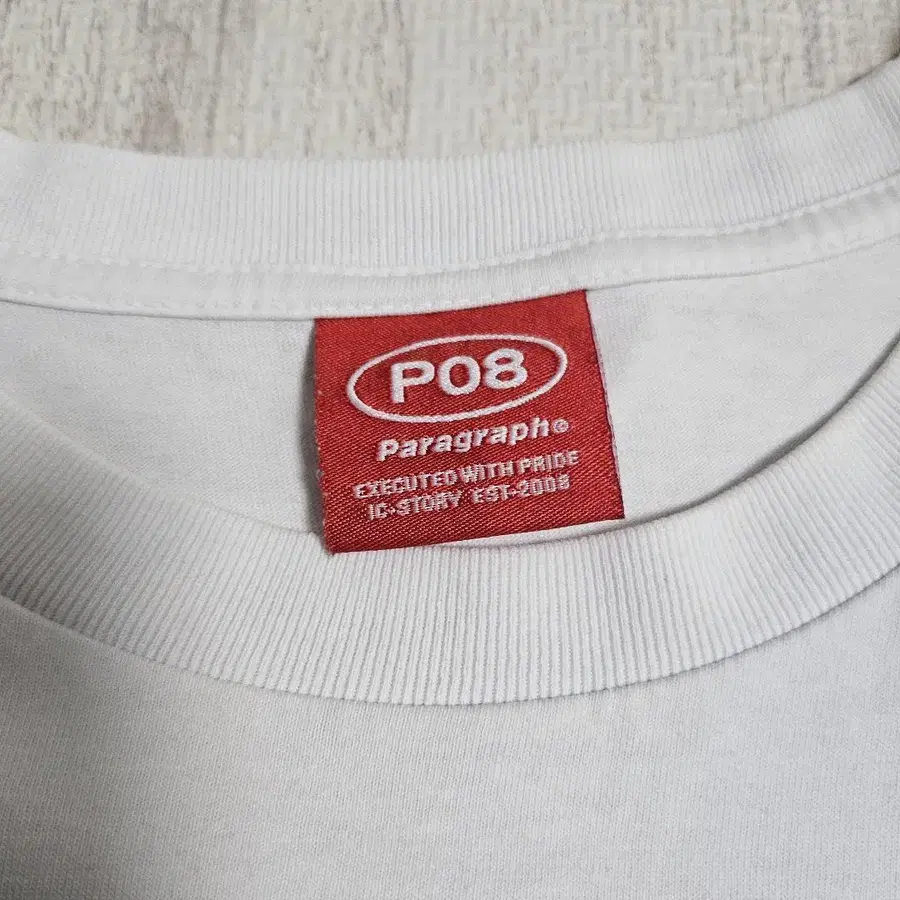 P08
Paragraph®
EXECUTED WITH PRIDE
IC-STORY EST-2008